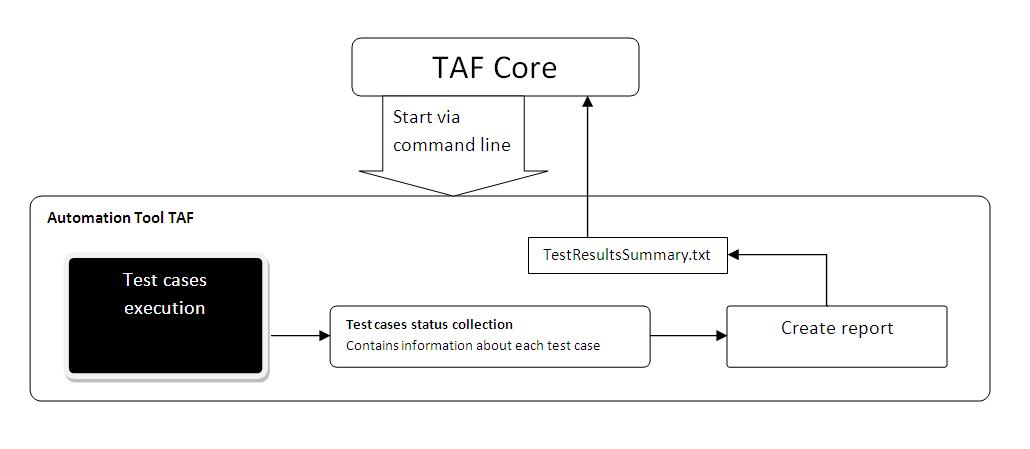 TAF Core
Start via
command line
Automation Tool TAF
TestResultsSummary.txt
Test cases
execution
Test cases status collection
Contains information about each test case
Create report